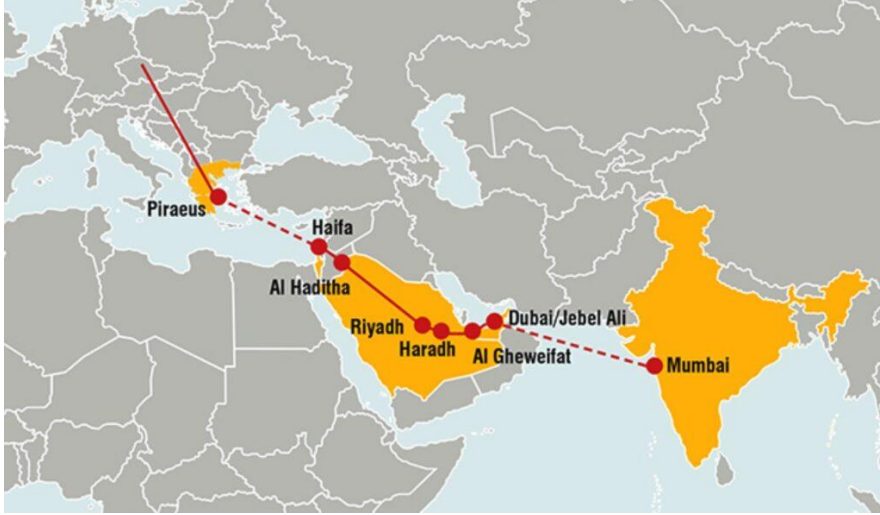 Piraeus
Haifa
Al Haditha
Riyadh
Haradh
Dubai/Jebel Ali
Al Gheweifat
Mumbai